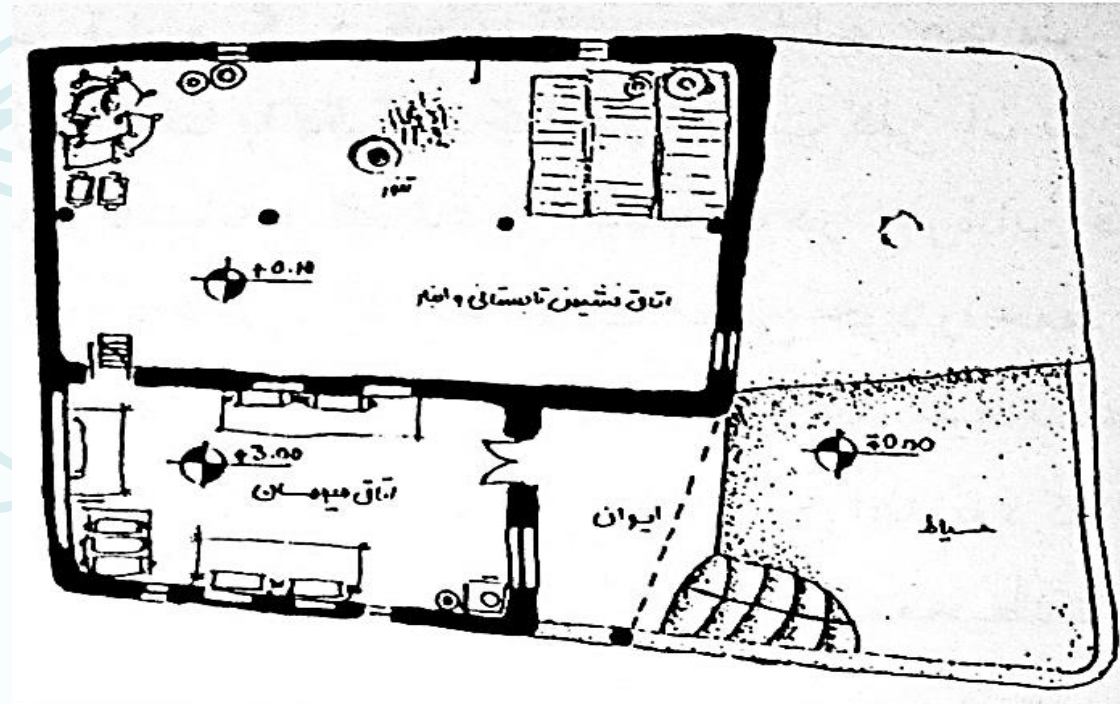 تنور
+0.10
اتاق نشیمن تابستانی و انبار
+3.00
±0.00
اتاق میهمان
ایوان
حیاط